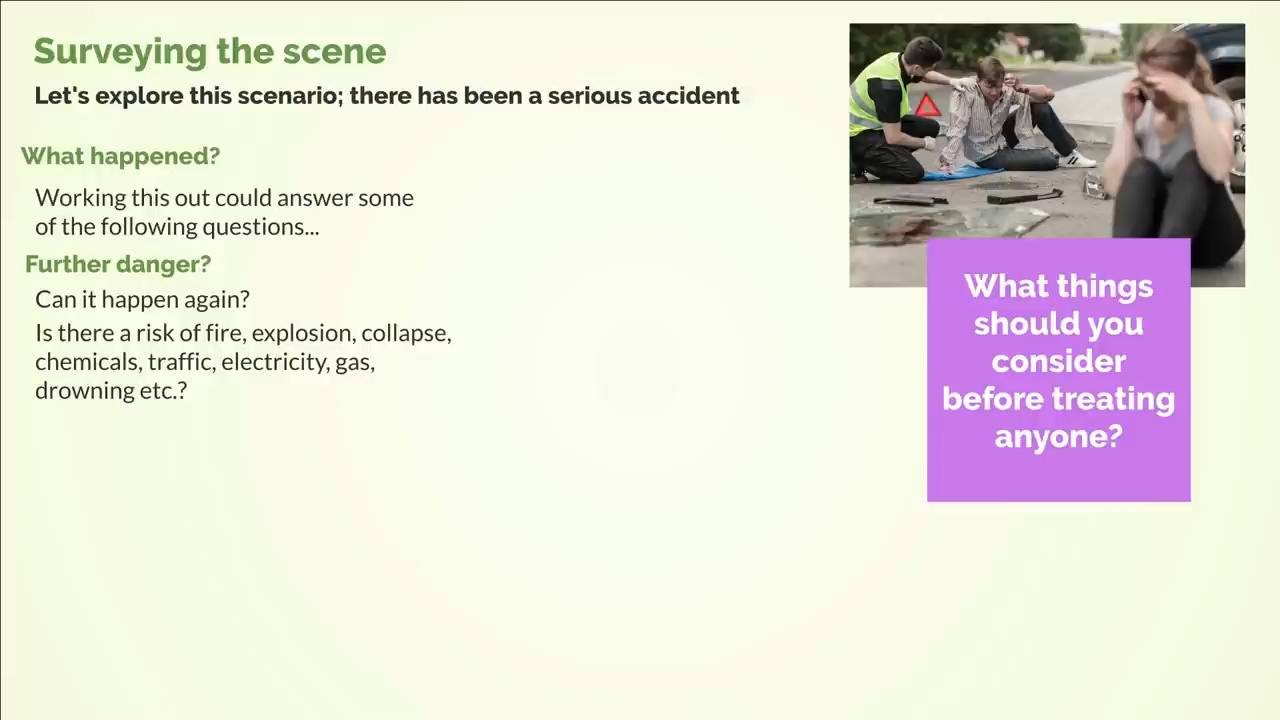 Surveying the scene
Let's explore this scenario; there has been a serious accident
What happened?
Working this out could answer some
of the following questions...
Further danger?
Can it happen again?
Is there a risk of fire, explosion, collapse,
chemicals, traffic, electricity, gas,
drowning etc.?
What things
should you
consider
before treating
anyone?